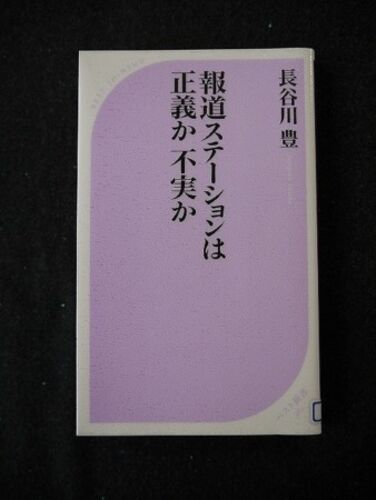 長谷川 豊
報道ステーションは
正義か 不実か